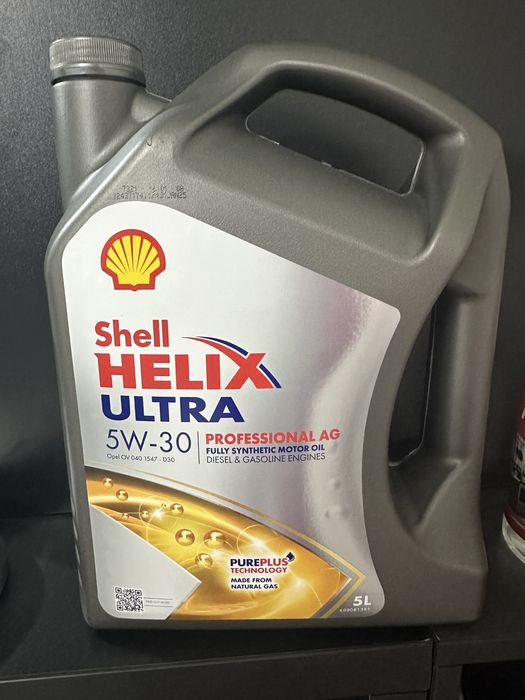 JAN25
Shell
HELIX
ULTRA
5W-30
PROFESSIONAL AG
FULLY SYNTHETIC MOTOR OIL
DIESEL & GASOLINE ENGINES
Opel OV 040 1547 - D30
PUREPLUS
TECHNOLOGY
MADE FROM
NATURAL GAS
5L